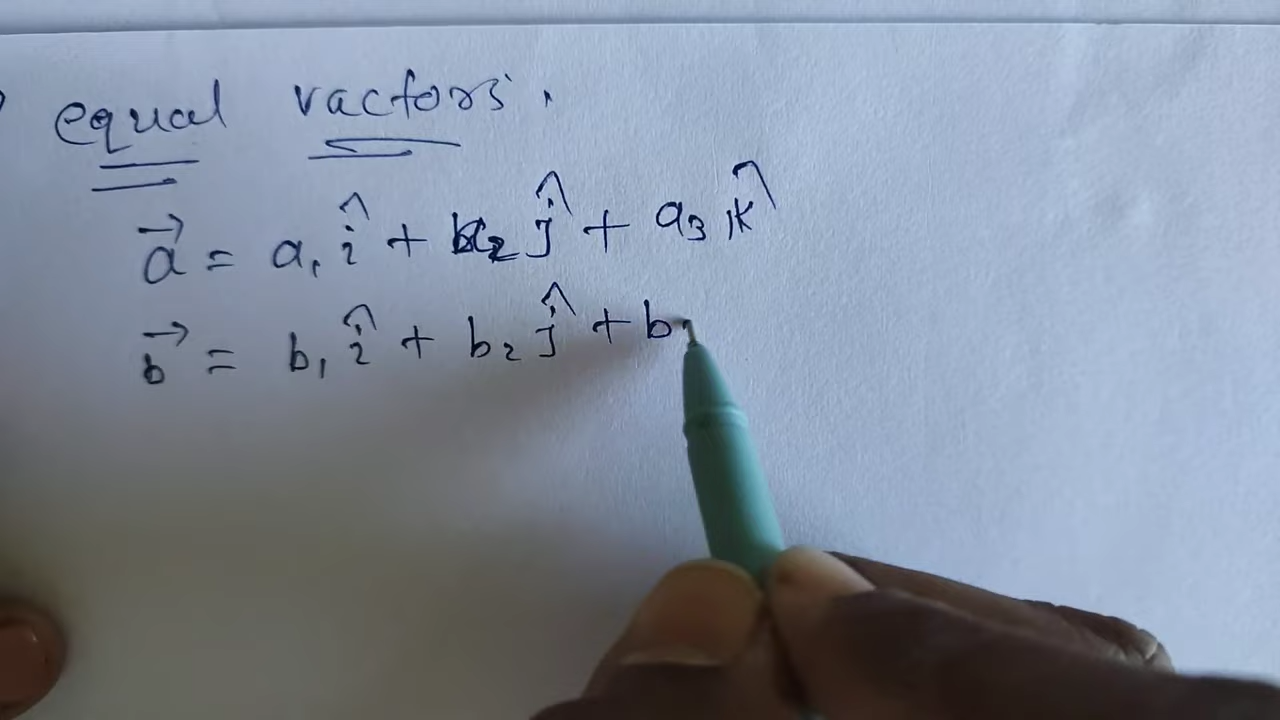 equal vactors.
a⃗ = a₁ î + a₂ ĵ + a₃ k̂
b⃗ = b₁ î + b₂ ĵ + b